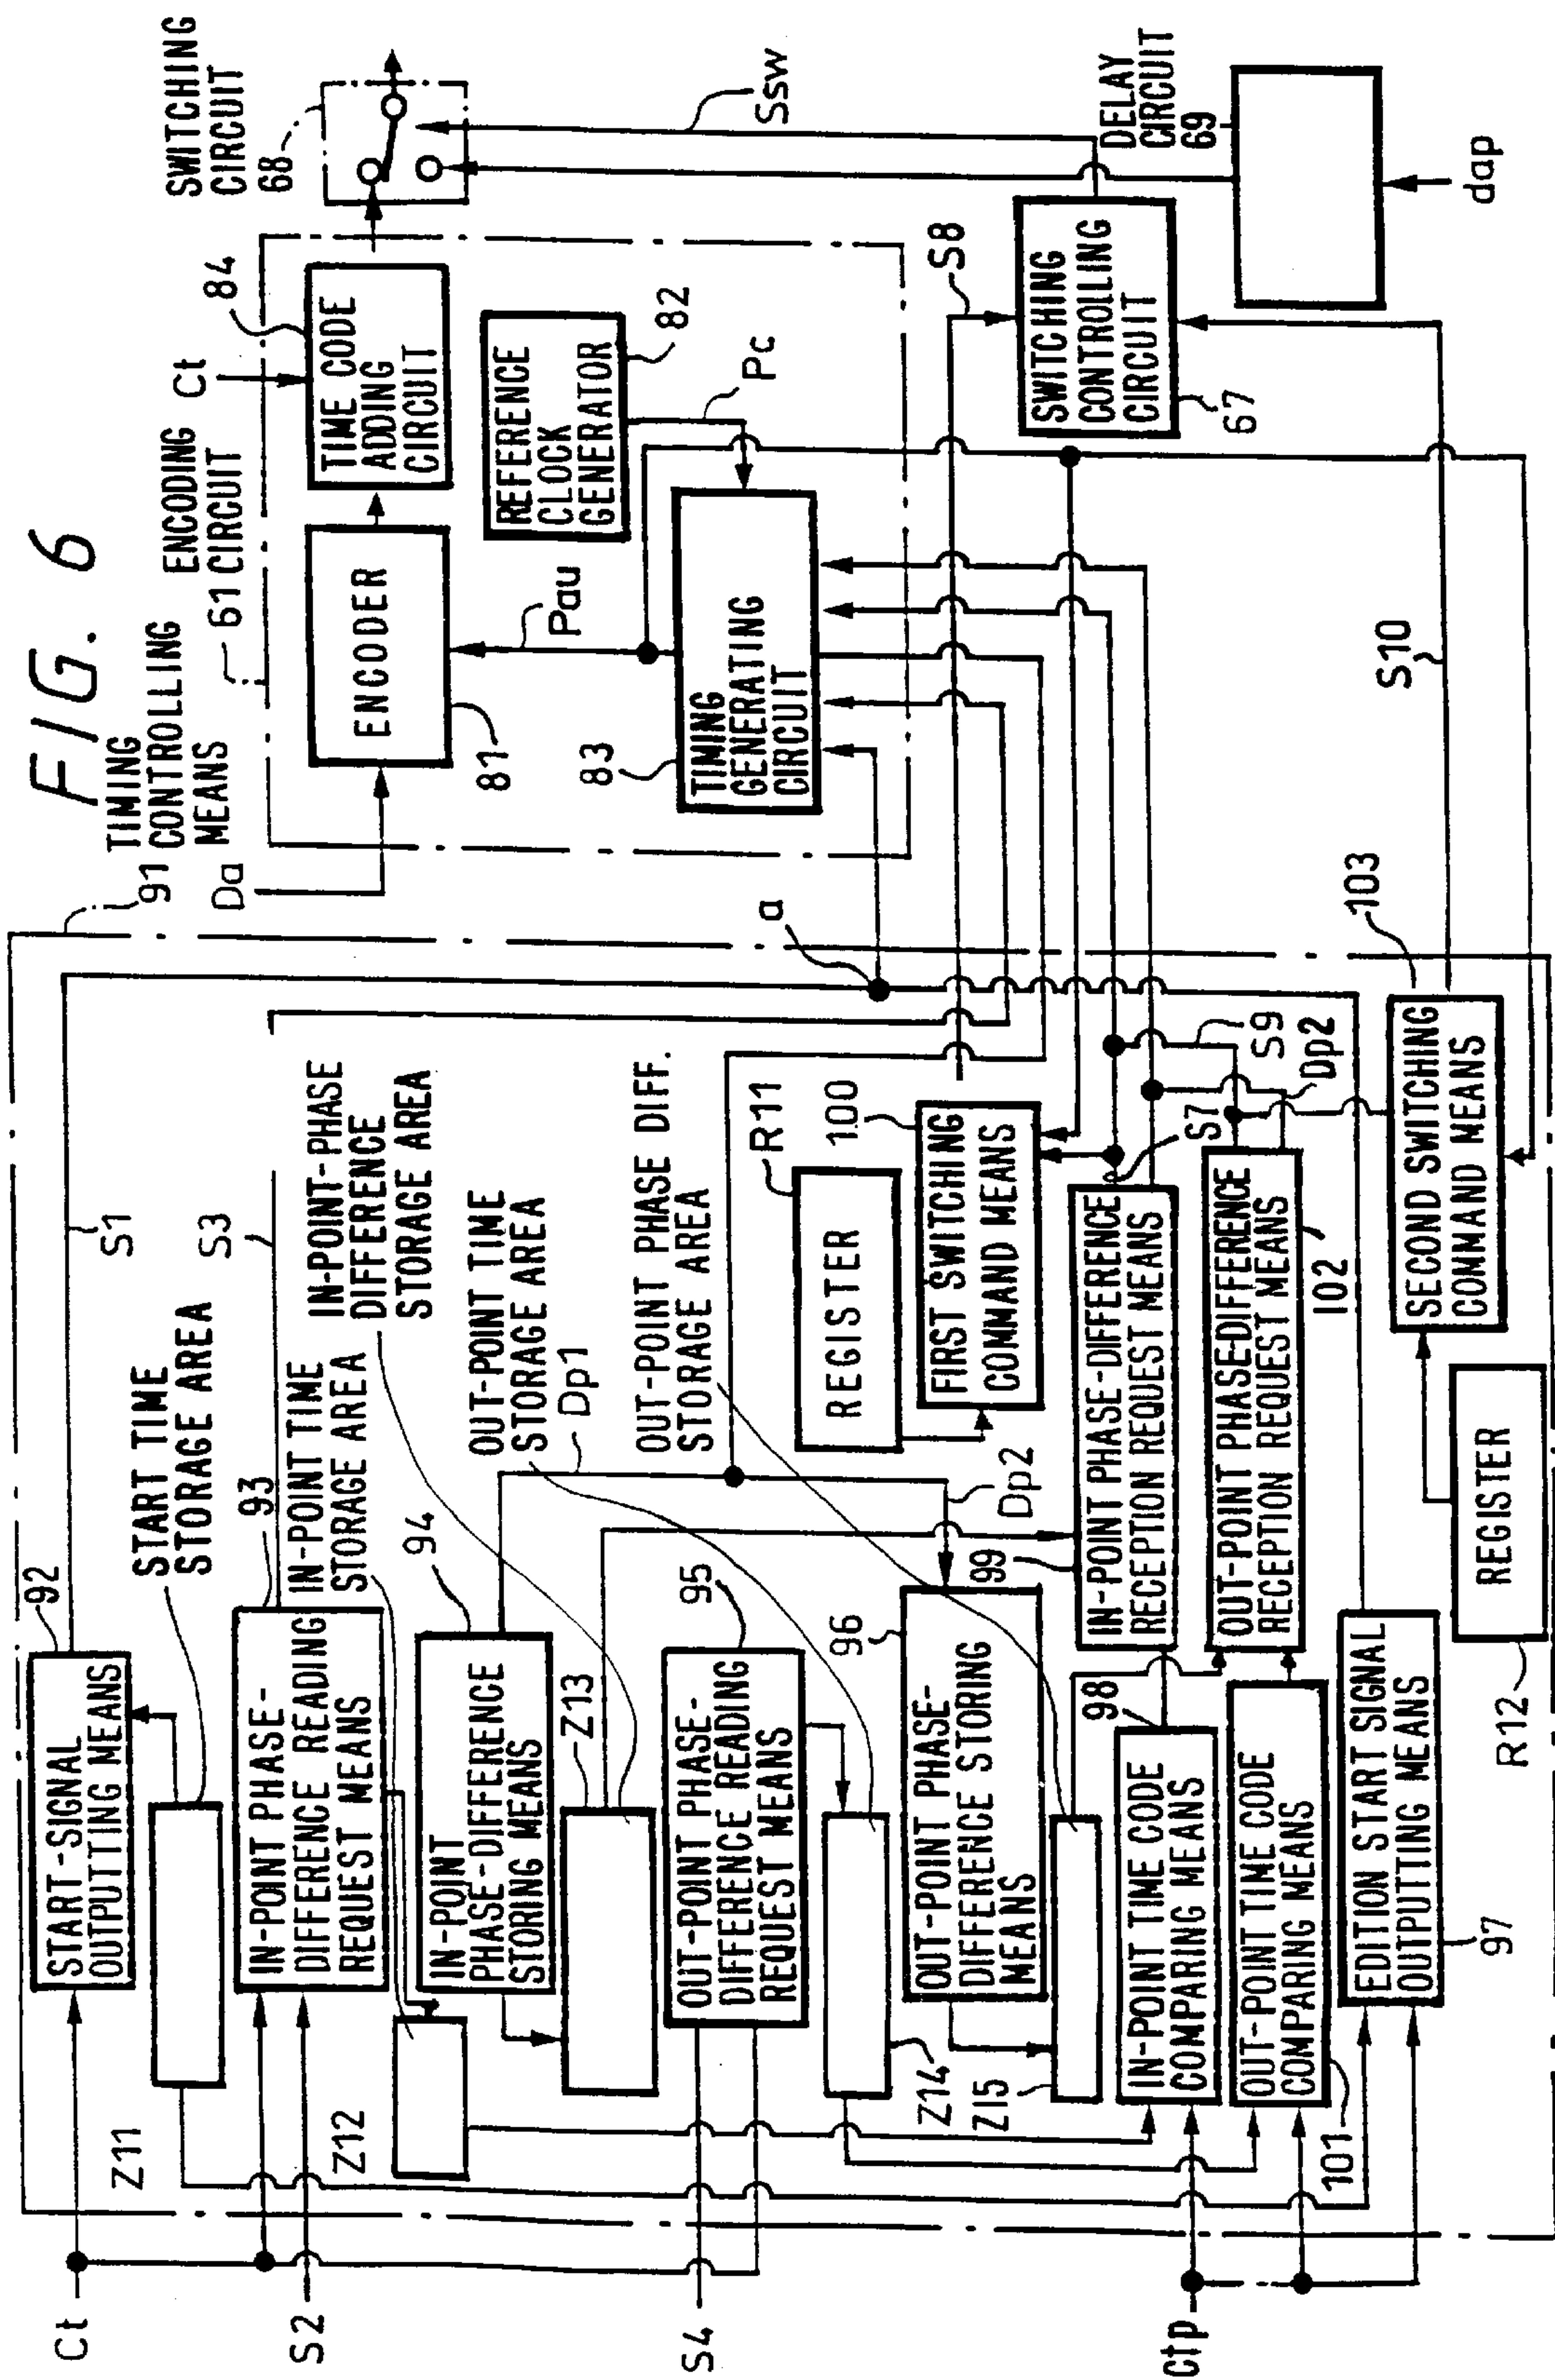 FIG. 6
TIMING
CONTROLLING
MEANS
91
Da
ENCODING
61 CIRCUIT
Ct
84
SWITCHING
CIRCUIT
68
ENCODER
81
TIME CODE
ADDING
CIRCUIT
REFERENCE
CLOCK
GENERATOR
82
Pc
Pau
83
TIMING
GENERATING
CIRCUIT
Ssw
S8
SWITCHING
CONTROLLING
CIRCUIT
67
DELAY
CIRCUIT
69
dap
S10
Ct
S2
S4
Ctp
Z11
START-SIGNAL
OUTPUTTING MEANS
92
S1
START TIME
STORAGE AREA
IN-POINT PHASE-
DIFFERENCE READING
REQUEST MEANS
93
S3
IN-POINT TIME
STORAGE AREA
Z12
IN-POINT-PHASE
DIFFERENCE
STORAGE AREA
IN-POINT
PHASE-DIFFERENCE
STORING MEANS
94
OUT-POINT TIME
STORAGE AREA
Dp1
Z13
OUT-POINT PHASE-
DIFFERENCE READING
REQUEST MEANS
95
OUT-POINT PHASE DIFF.
STORAGE AREA
Z14
OUT-POINT PHASE-
DIFFERENCE STORING
MEANS
96
Dp2
Z15
a
REGISTER
R11
FIRST SWITCHING
COMMAND MEANS
100
IN-POINT TIME CODE
COMPARING MEANS
98
IN-POINT PHASE-DIFFERENCE
RECEPTION REQUEST MEANS
99
S7
OUT-POINT TIME CODE
COMPARING MEANS
101
OUT-POINT PHASE-DIFFERENCE
RECEPTION REQUEST MEANS
102
S9
Dp2
EDITION START SIGNAL
OUTPUTTING MEANS
97
SECOND SWITCHING
COMMAND MEANS
103
REGISTER
R12